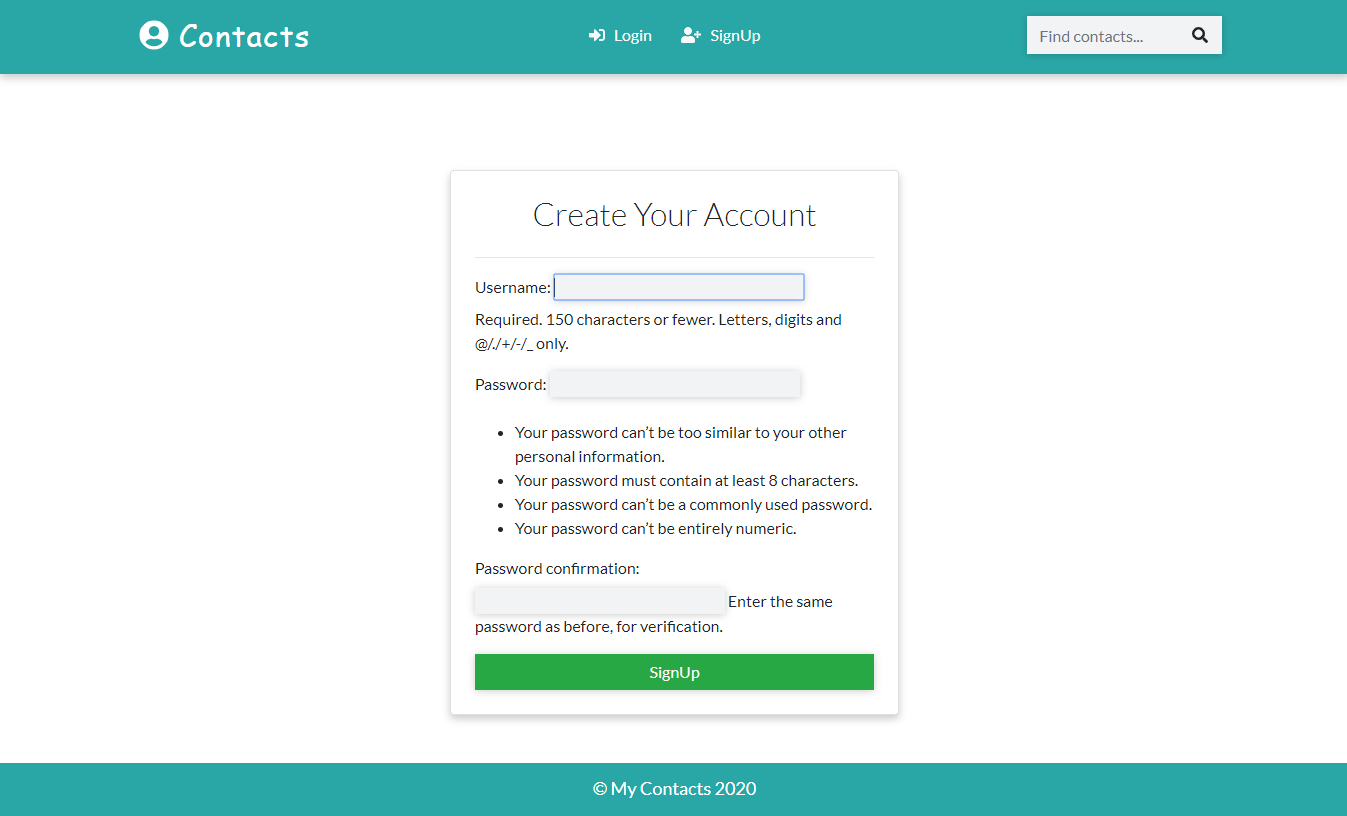 Contacts
Login
SignUp
Find contacts...
Create Your Account
Username:
Required. 150 characters or fewer. Letters, digits and
@/./+/-/_ only.
Password:
• Your password can’t be too similar to your other
personal information.
• Your password must contain at least 8 characters.
• Your password can’t be a commonly used password.
• Your password can’t be entirely numeric.
Password confirmation:
Enter the same
password as before, for verification.
SignUp
© My Contacts 2020